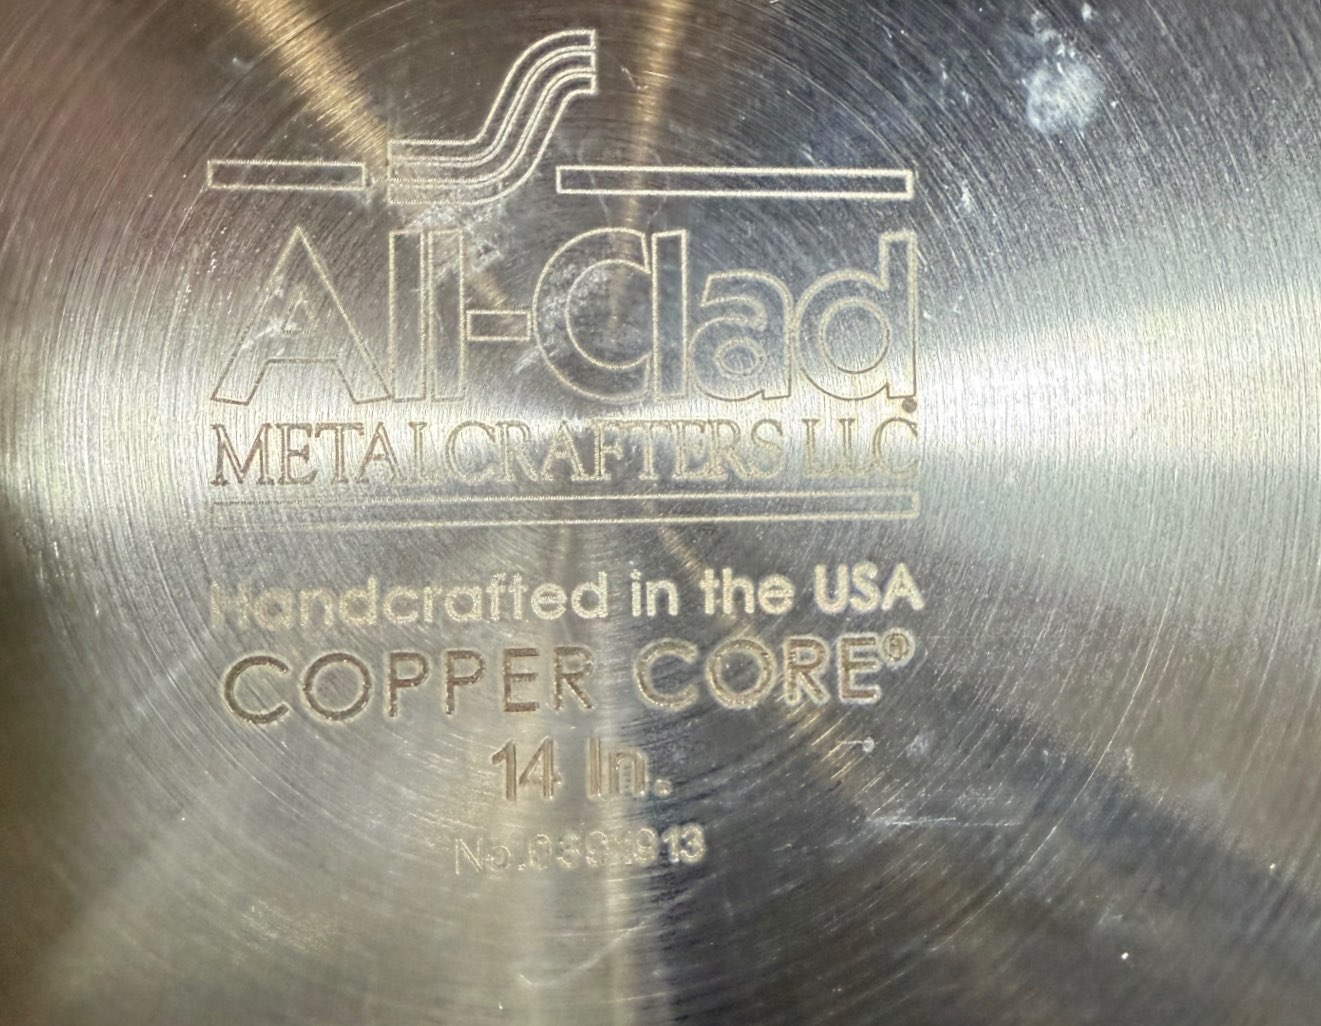 All-Clad
METALCRAFTERS LLC
Handcrafted in the USA
COPPER CORE®
14 In.